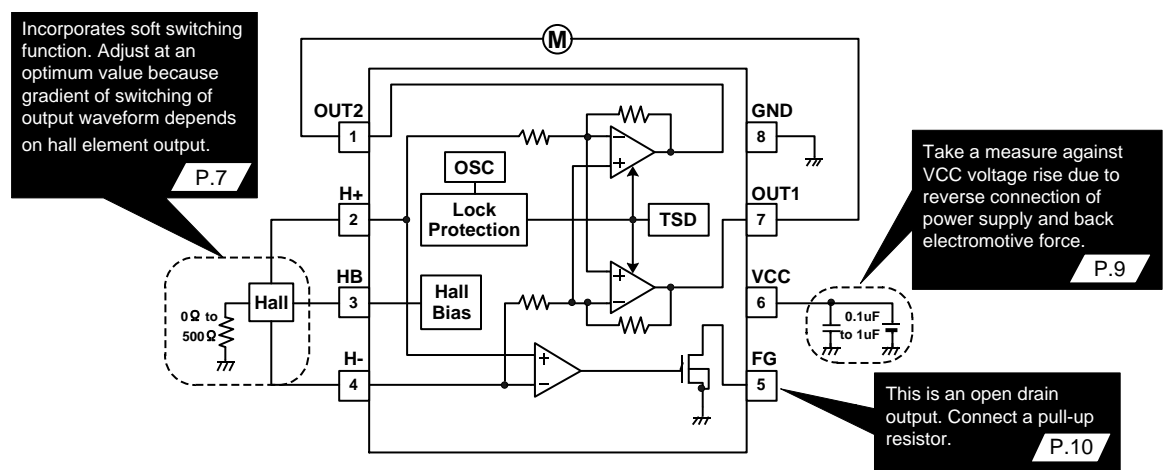 Incorporates soft switching
function. Adjust at an
optimum value because
gradient of switching of
output waveform depends
on hall element output.
P.7
M
OUT2
1
GND
8
OSC
H+
2
Lock
Protection
TSD
OUT1
7
Take a measure against
VCC voltage rise due to
reverse connection of
power supply and back
electromotive force.
P.9
HB
3
Hall
Bias
VCC
6
Hall
0Ω to
500Ω
0.1uF
to 1uF
H-
4
FG
5
This is an open drain
output. Connect a pull-up
resistor.
P.10